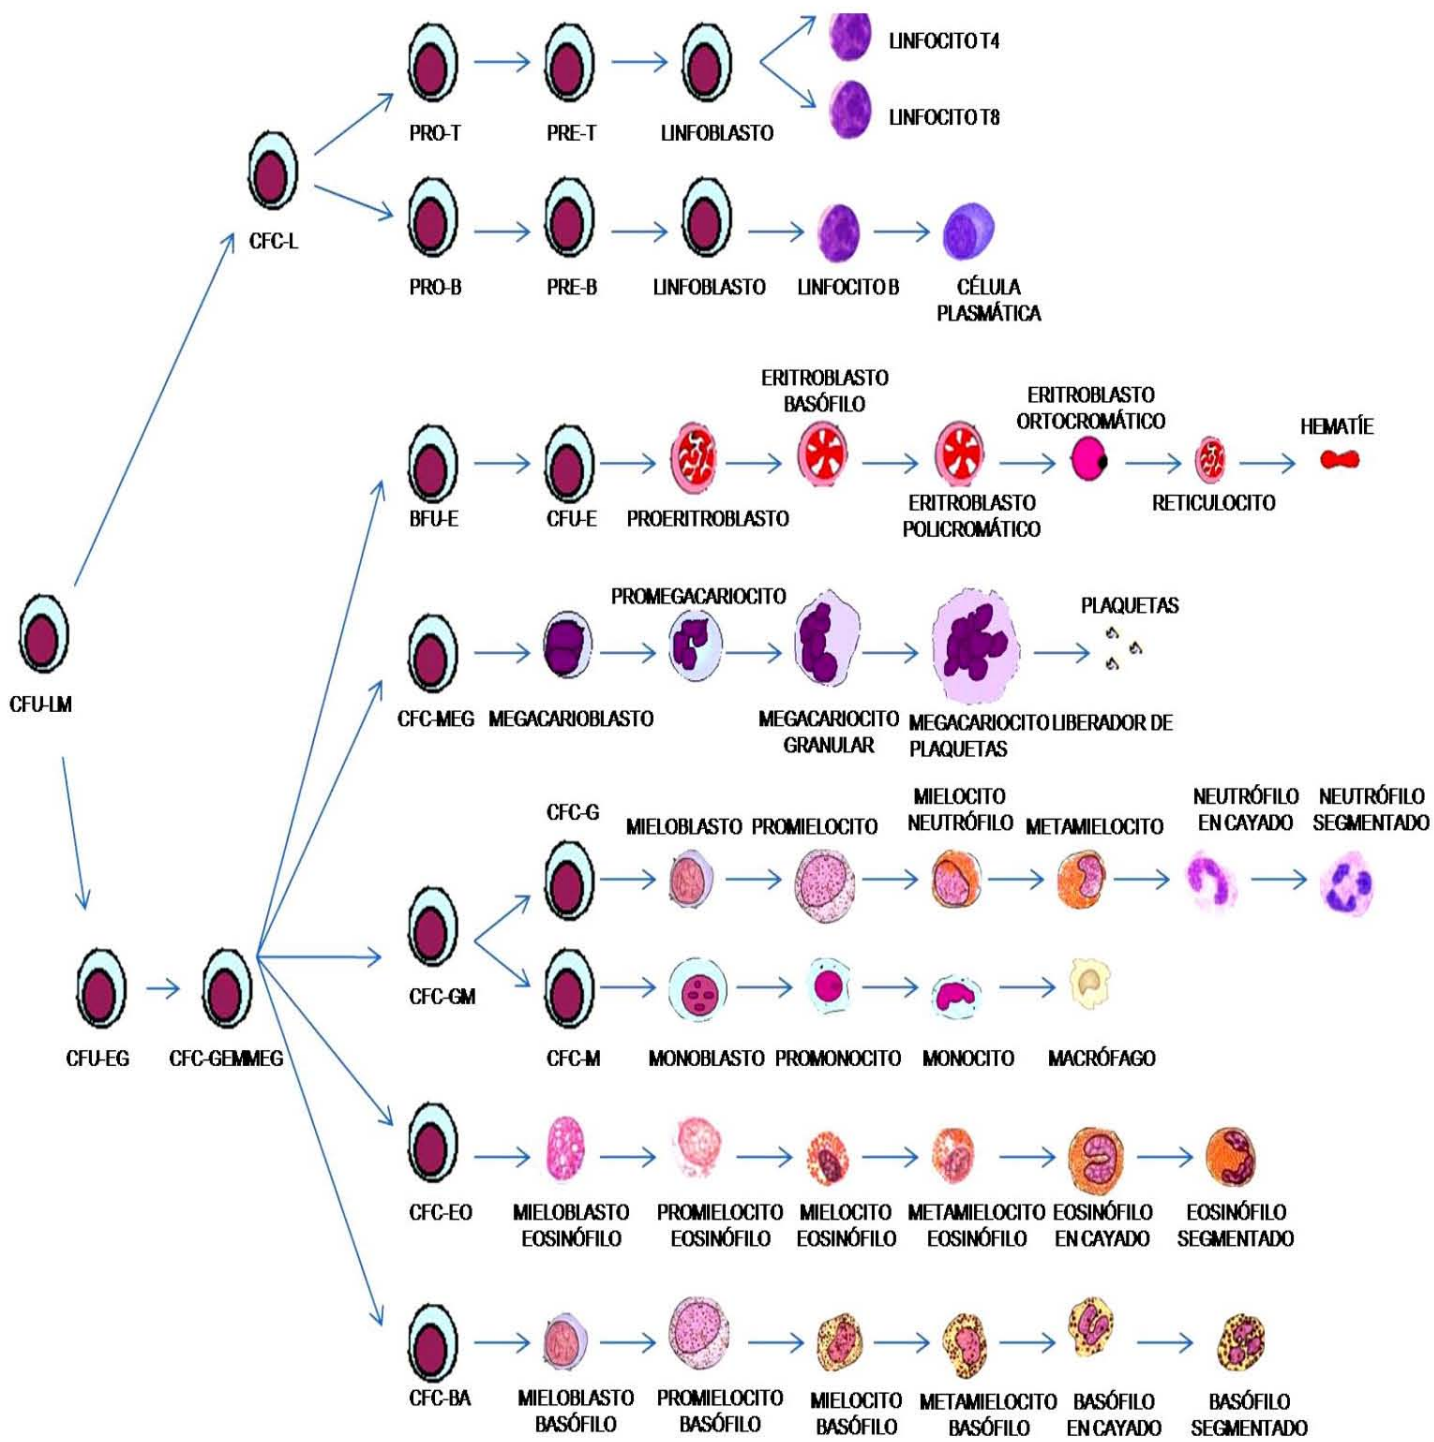 LINFOCITO T4
LINFOCITO T8
PRO-T
PRE-T
LINFOBLASTO
CFC-L
PRO-B
PRE-B
LINFOBLASTO
LINFOCITO B
CÉLULA
PLASMÁTICA
ERITROBLASTO
BASÓFILO
ERITROBLASTO
ORTOCROMÁTICO
HEMATÍE
BFU-E
CFU-E
PROERITROBLASTO
ERITROBLASTO
POLICROMÁTICO
RETICULOCITO
CFU-LM
PROMEGACARIOCITO
PLAQUETAS
CFC-MEG
MEGACARIOBLASTO
MEGACARIOCITO
GRANULAR
MEGACARIOCITO LIBERADOR DE
PLAQUETAS
CFC-G
MIELOBLASTO
PROMIELOCITO
MIELOCITO
NEUTRÓFILO
METAMIELOCITO
NEUTRÓFILO
EN CAYADO
NEUTRÓFILO
SEGMENTADO
CFC-GM
CFU-EG
CFC-GEMMEG
CFC-M
MONOBLASTO
PROMONOCITO
MONOCITO
MACRÓFAGO
CFC-EO
MIELOBLASTO
EOSINÓFILO
PROMIELOCITO
EOSINÓFILO
MIELOCITO
EOSINÓFILO
METAMIELOCITO
EOSINÓFILO
EOSINÓFILO
EN CAYADO
EOSINÓFILO
SEGMENTADO
CFC-BA
MIELOBLASTO
BASÓFILO
PROMIELOCITO
BASÓFILO
MIELOCITO
BASÓFILO
METAMIELOCITO
BASÓFILO
BASÓFILO
EN CAYADO
BASÓFILO
SEGMENTADO